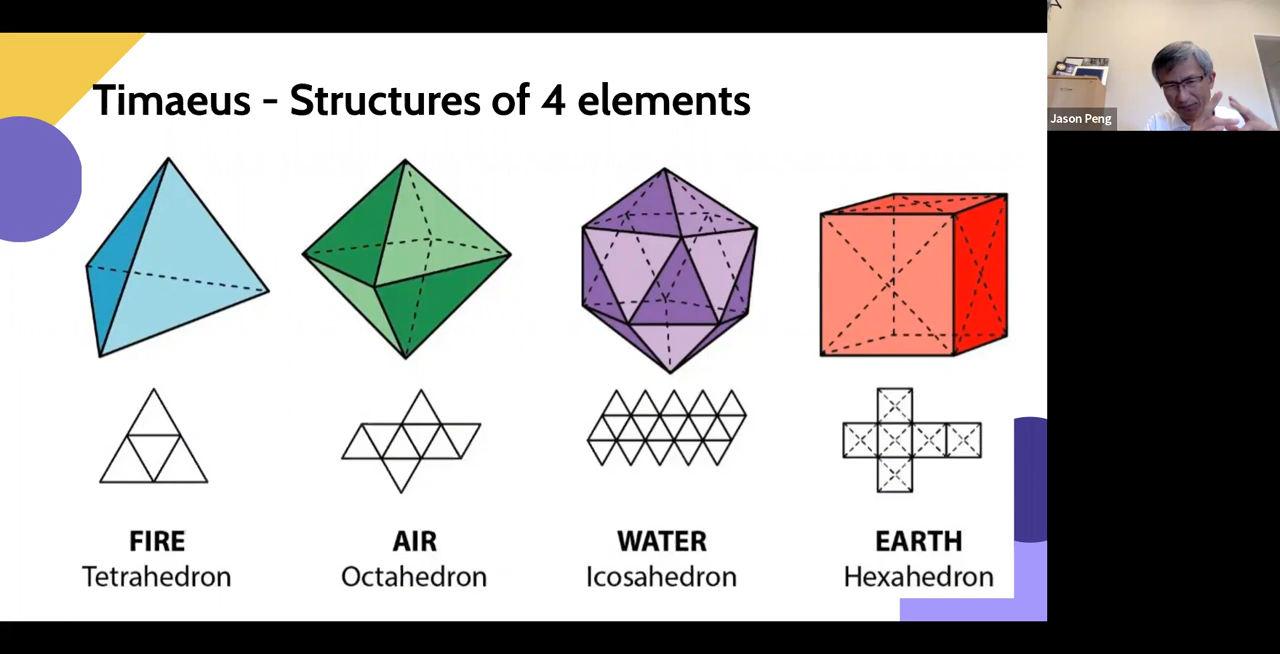 Timaeus - Structures of 4 elements
Jason Peng
FIRE
Tetrahedron
AIR
Octahedron
WATER
Icosahedron
EARTH
Hexahedron